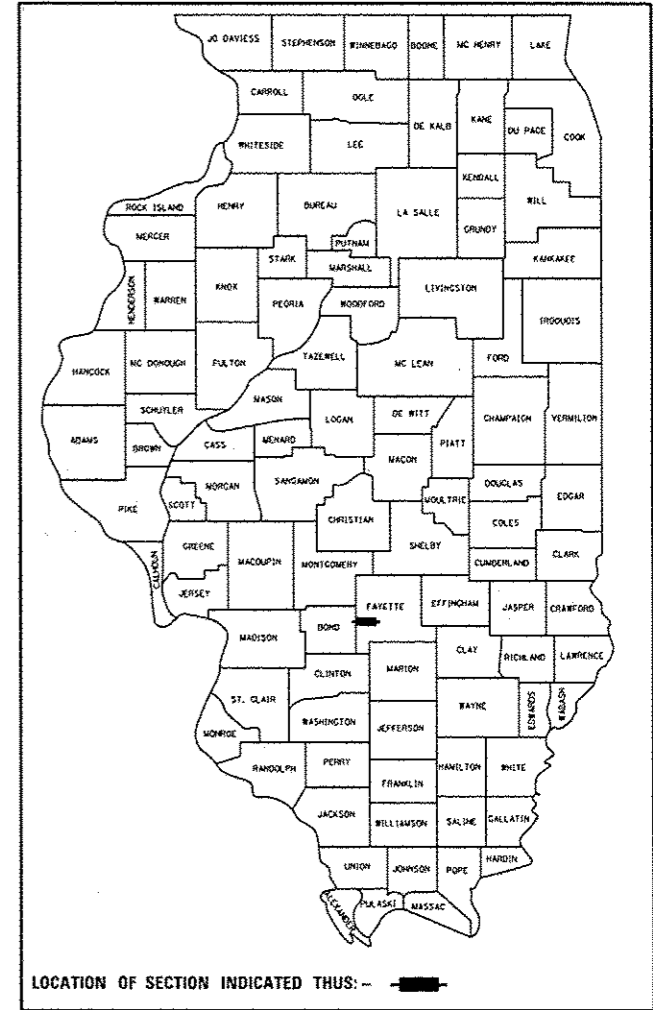 JO DAVIESS
STEPHENSON
WINNEBAGO
BOONE
MC HENRY
LAKE
CARROLL
OGLE
DE KALB
KANE
DU PAGE
COOK
WHITESIDE
LEE
KENDALL
WILL
ROCK ISLAND
HENRY
BUREAU
LA SALLE
GRUNDY
MERCER
PUTNAM
STARK
MARSHALL
KANKAKEE
HENDERSON
WARREN
KNOX
PEORIA
WOODFORD
LIVINGSTON
IROQUOIS
HANCOCK
MC DONOUGH
FULTON
TAZEWELL
MC LEAN
FORD
SCHUYLER
MASON
LOGAN
DE WITT
CHAMPAIGN
VERMILION
ADAMS
BROWN
CASS
MENARD
MACON
PIATT
PIKE
SCOTT
MORGAN
SANGAMON
CHRISTIAN
MOULTRIE
DOUGLAS
EDGAR
COLES
SHELBY
CALHOUN
GREENE
MACOUPIN
MONTGOMERY
CUMBERLAND
CLARK
JERSEY
FAYETTE
EFFINGHAM
JASPER
CRAWFORD
MADISON
BOND
CLAY
RICHLAND
LAWRENCE
CLINTON
MARION
ST. CLAIR
WASHINGTON
WAYNE
EDWARDS
WABASH
MONROE
JEFFERSON
RANDOLPH
PERRY
HAMILTON
WHITE
FRANKLIN
JACKSON
WILLIAMSON
SALINE
GALLATIN
UNION
JOHNSON
POPE
HARDIN
ALEXANDER
PULASKI
MASSAC
LOCATION OF SECTION INDICATED THUS: -